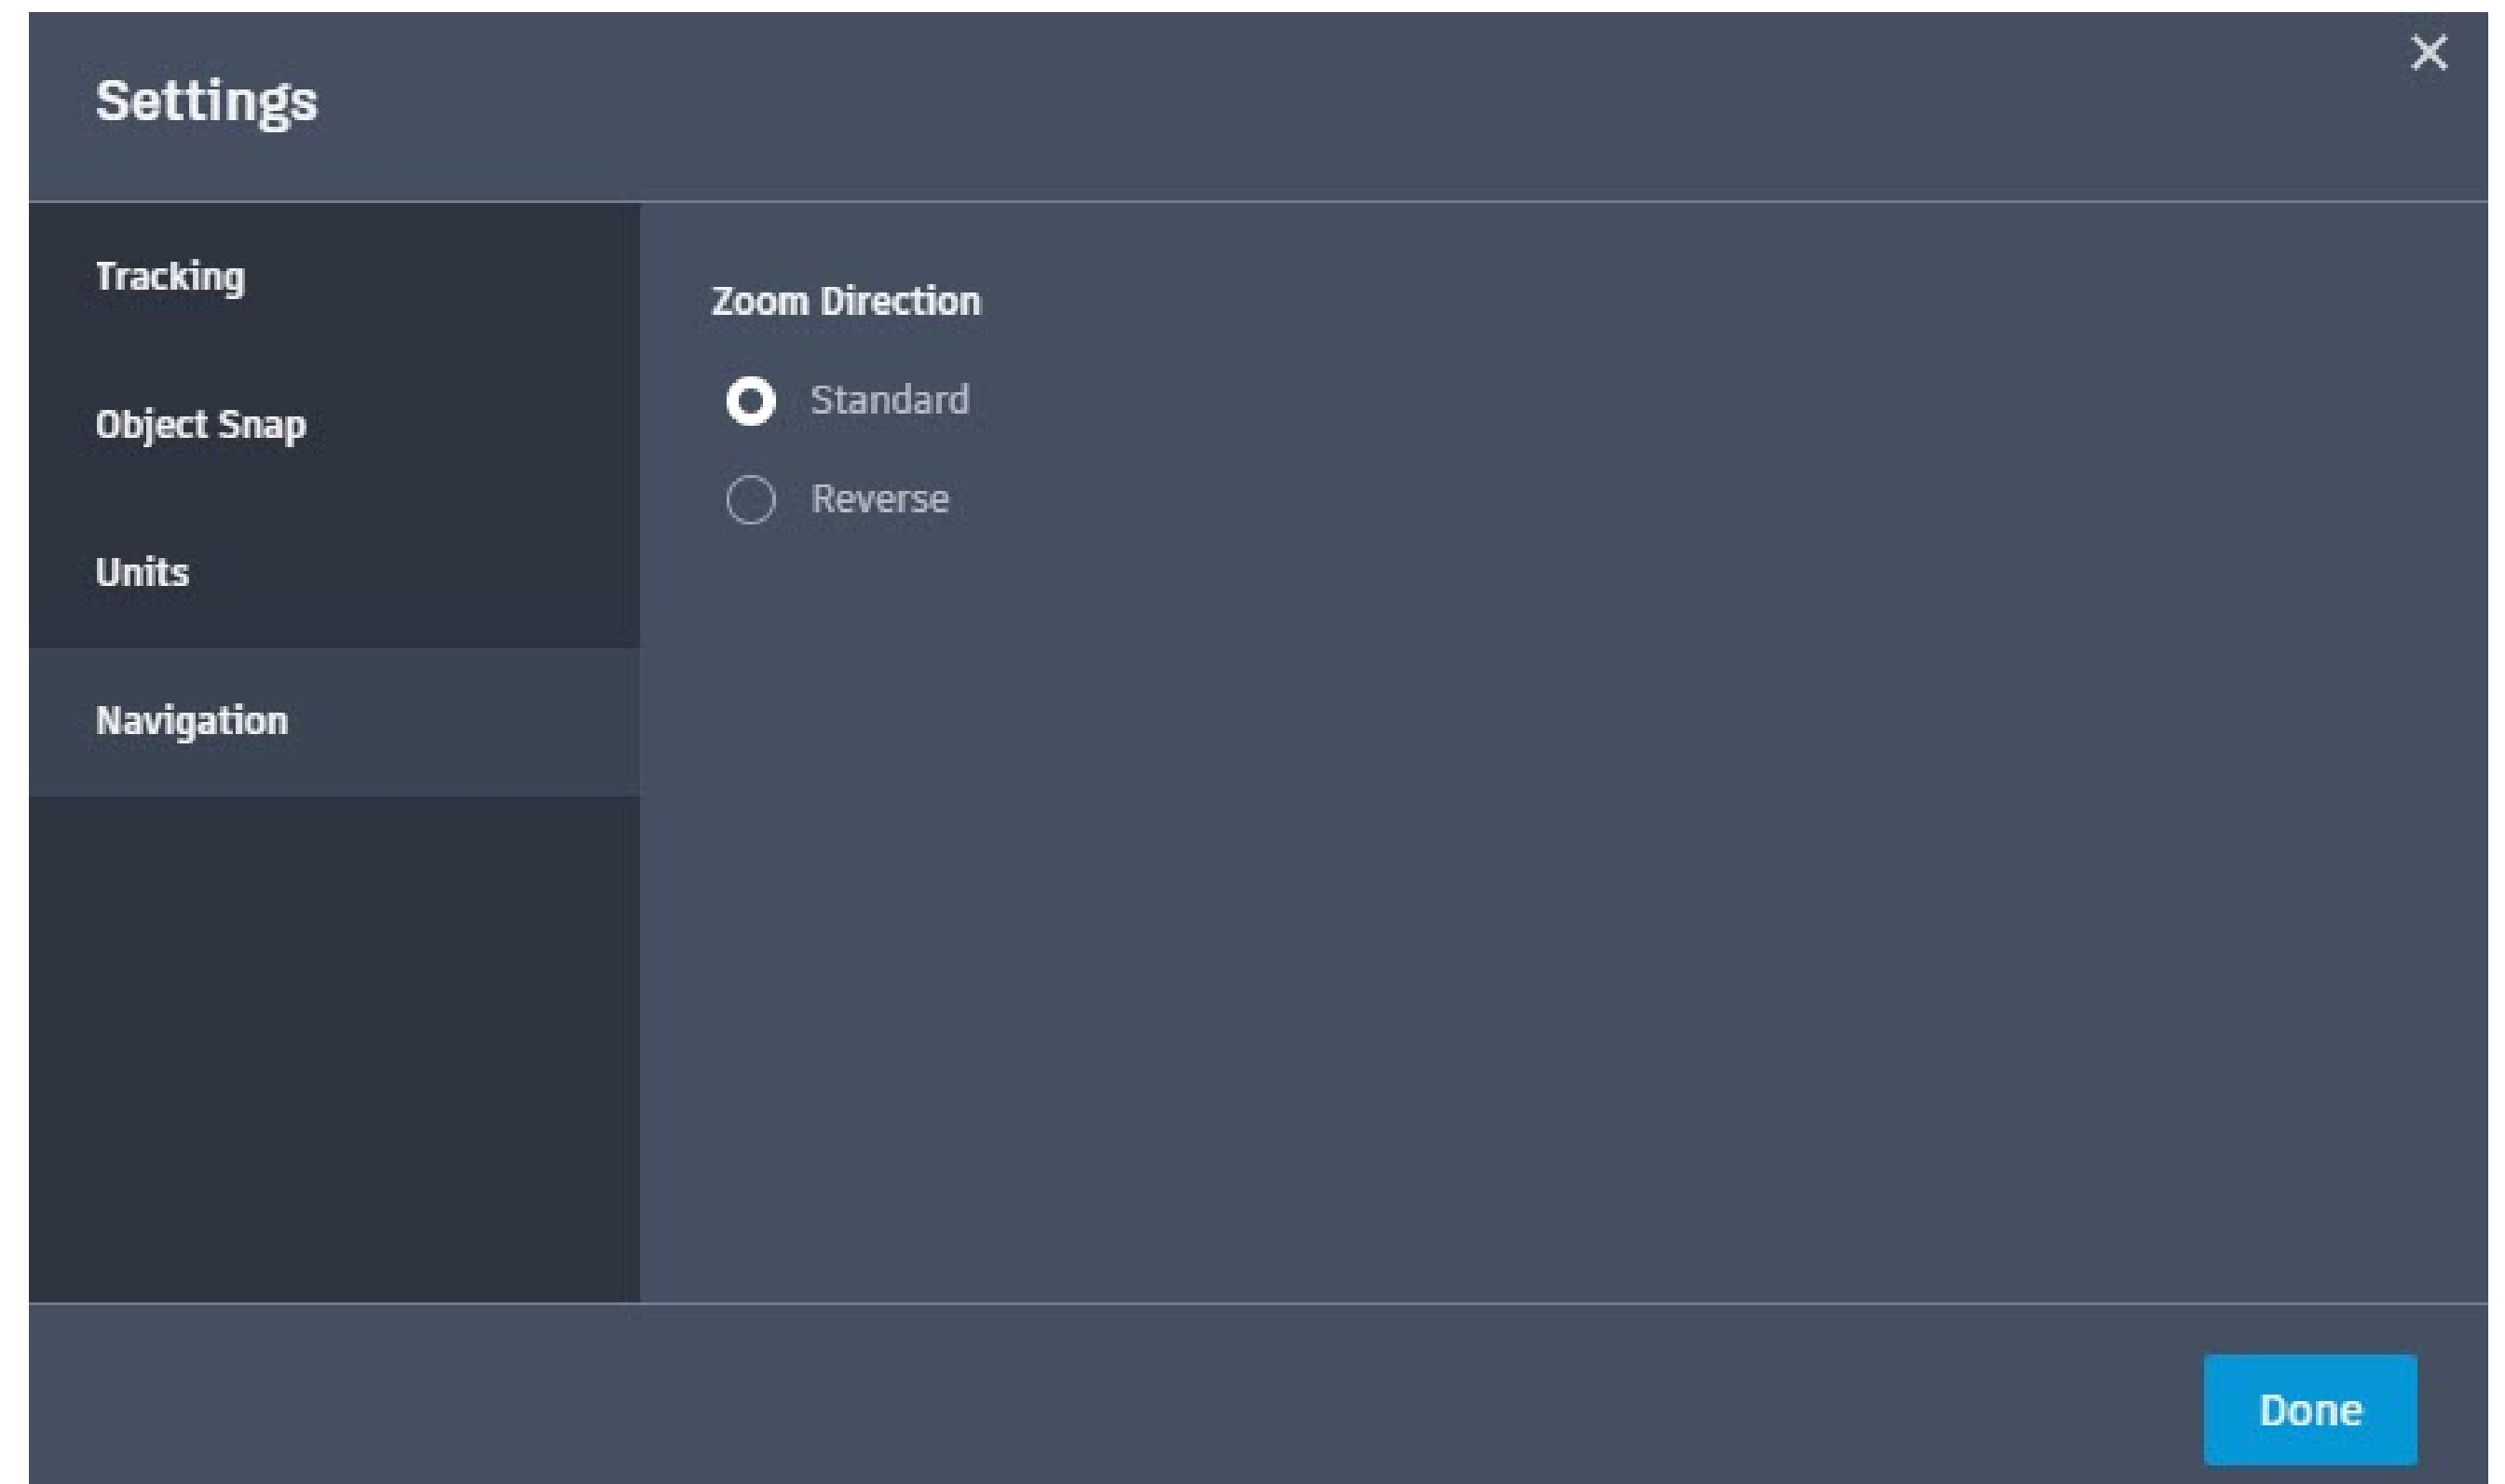 Settings
Tracking
Object Snap
Units
Navigation
Zoom Direction
Standard
Reverse
Done